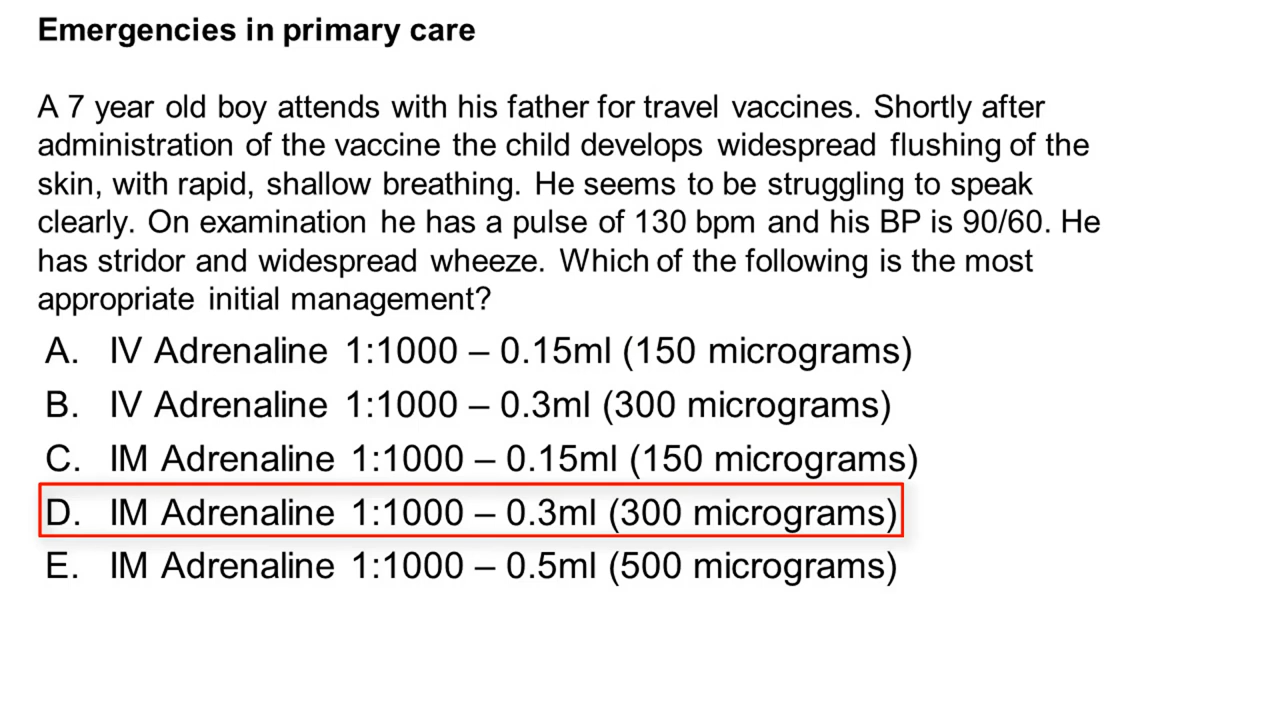 Emergencies in primary care
A 7 year old boy attends with his father for travel vaccines. Shortly after
administration of the vaccine the child develops widespread flushing of the
skin, with rapid, shallow breathing. He seems to be struggling to speak
clearly. On examination he has a pulse of 130 bpm and his BP is 90/60. He
has stridor and widespread wheeze. Which of the following is the most
appropriate initial management?
A. IV Adrenaline 1:1000 – 0.15ml (150 micrograms)
B. IV Adrenaline 1:1000 – 0.3ml (300 micrograms)
C. IM Adrenaline 1:1000 – 0.15ml (150 micrograms)
D. IM Adrenaline 1:1000 – 0.3ml (300 micrograms)
E. IM Adrenaline 1:1000 – 0.5ml (500 micrograms)